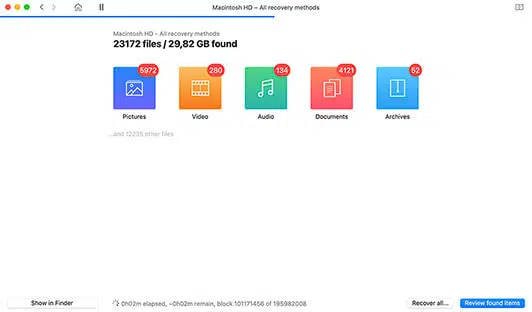 Macintosh HD – All recovery methods
Macintosh HD – All recovery methods
23172 files / 29,82 GB found
5972
280
134
4121
52
Pictures
Video
Audio
Documents
Archives
...and 12235 other files
Show in Finder
0h02m elapsed, ~0h02m remain, block 101171456 of 195982008
Recover all...
Review found items